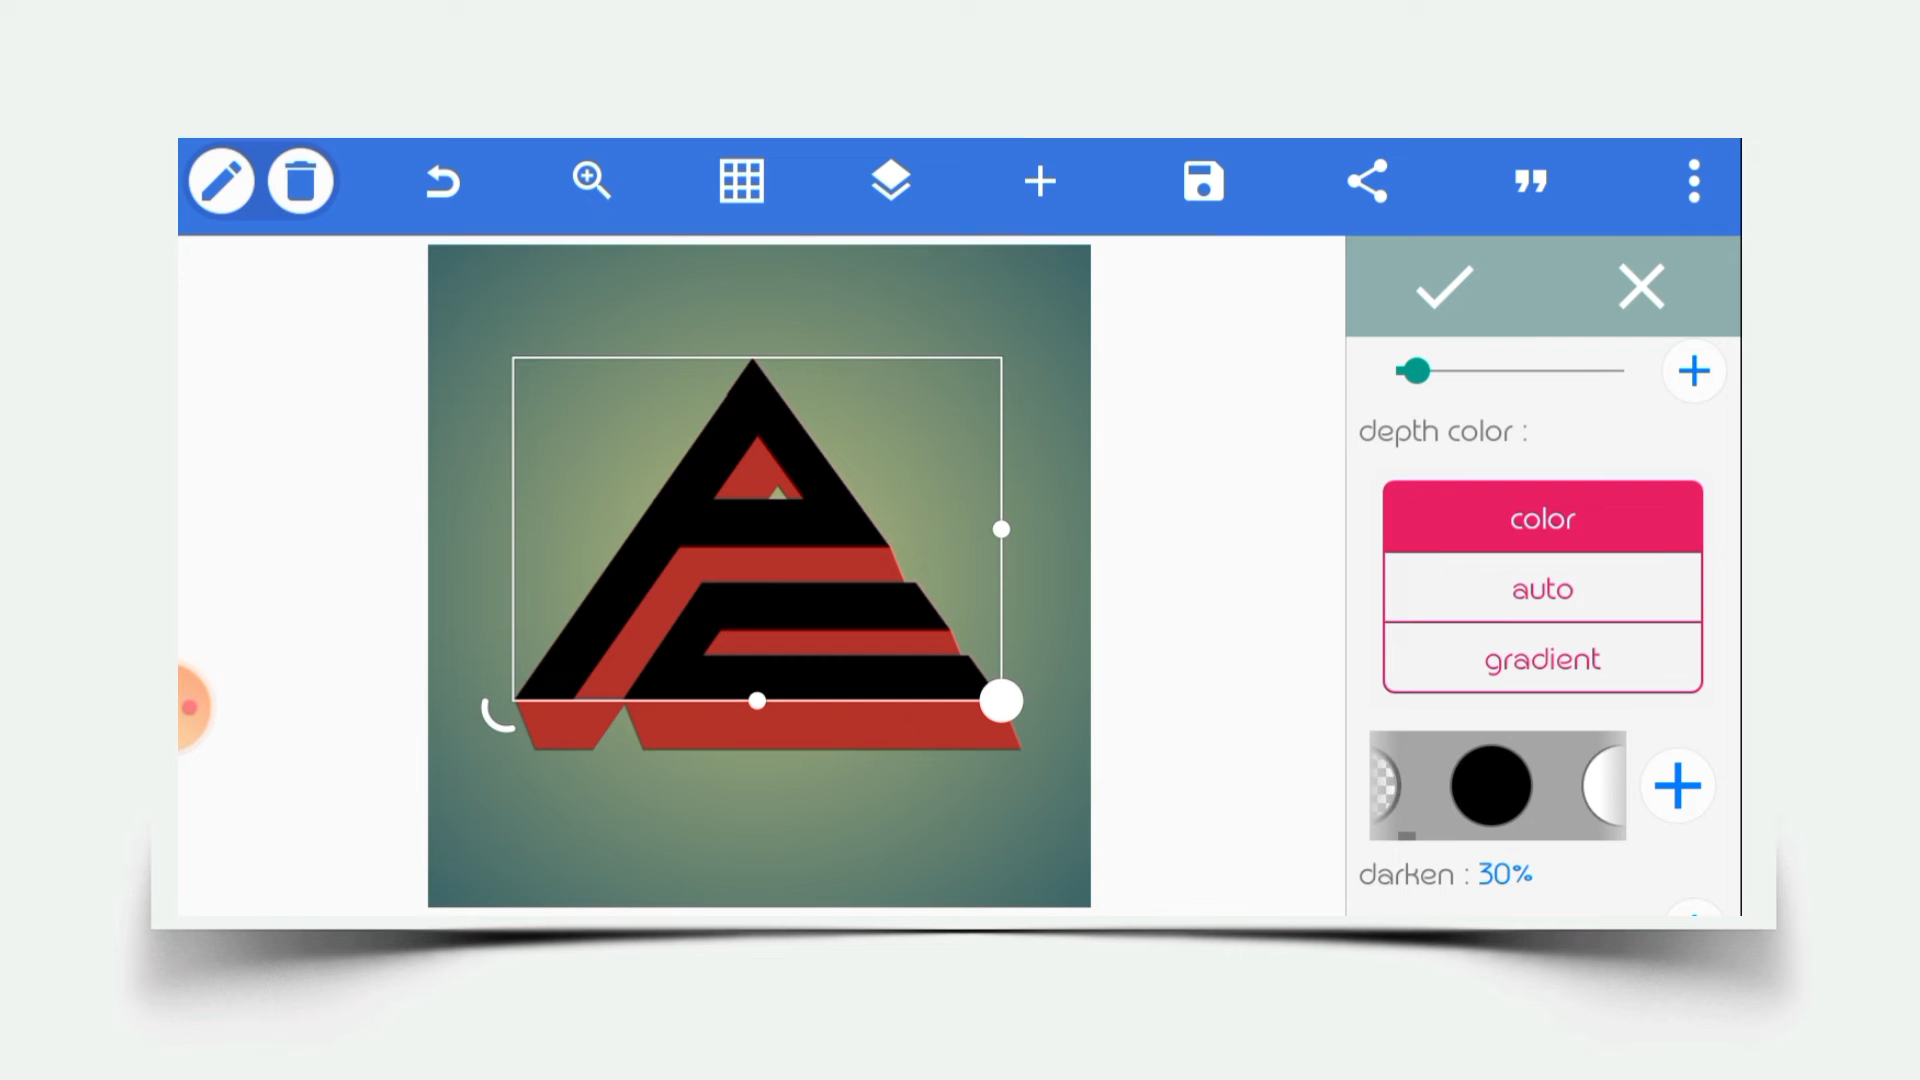 depth color :
color
auto
gradient
darken : 30%